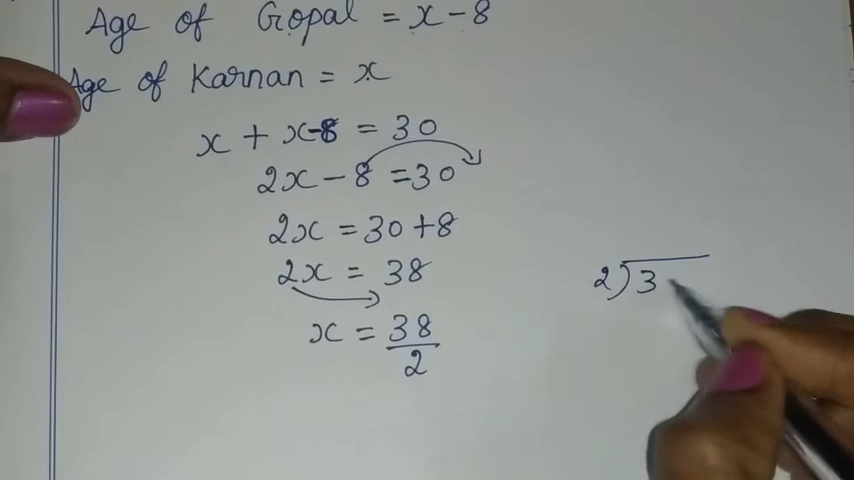 Age of Gopal = x - 8
Age of Karnan = x
x + x - 8 = 30
2x - 8 = 30
2x = 30 + 8
2x = 38
x = 38/2
2)3